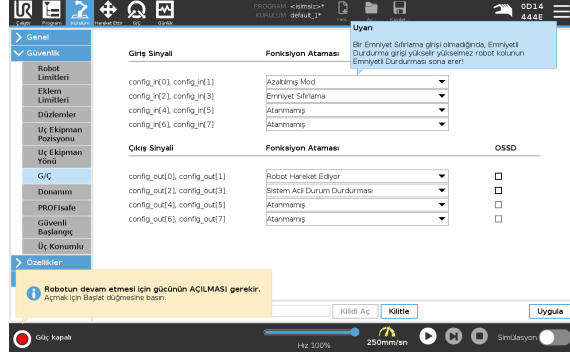 PROGRAM <isimsiz>*
KURULUM default_1*
0D14
444E
Çalıştır
Program
Kurulum
Hareket Ettir
G/Ç
Günlük
Yeni...
Aç...
Kaydet...
Uyarı
Bir Emniyet Sıfırlama girişi olmadığında, Emniyetli
Durdurma girişi yükselir yükselmez robot kolunun
Emniyetli Durdurması sona erer!
Genel
Güvenlik
Robot
Limitleri
Eklem
Limitleri
Düzlemler
Uç Ekipman
Pozisyonu
Uç Ekipman
Yönü
G/Ç
Donanım
PROFIsafe
Güvenli
Başlangıç
Üç Konumlu
Özellikler
Giriş Sinyali Fonksiyon Ataması
config_in[0], config_in[1] Azaltılmış Mod
config_in[2], config_in[3] Emniyet Sıfırlama
config_in[4], config_in[5] Atanmamış
config_in[6], config_in[7] Atanmamış
Çıkış Sinyali Fonksiyon Ataması OSSD
config_out[0], config_out[1] Robot Hareket Ediyor
config_out[2], config_out[3] Sistem Acil Durum Durdurması
config_out[4], config_out[5] Atanmamış
config_out[6], config_out[7] Atanmamış
Robotun devam etmesi için gücünün AÇILMASI gerekir.
Açmak için Başlat düğmesine basın.
Kilidi Aç
Kilitle
Uygula
Güç kapalı
Hız 100%
250mm/sn
Simülasyon